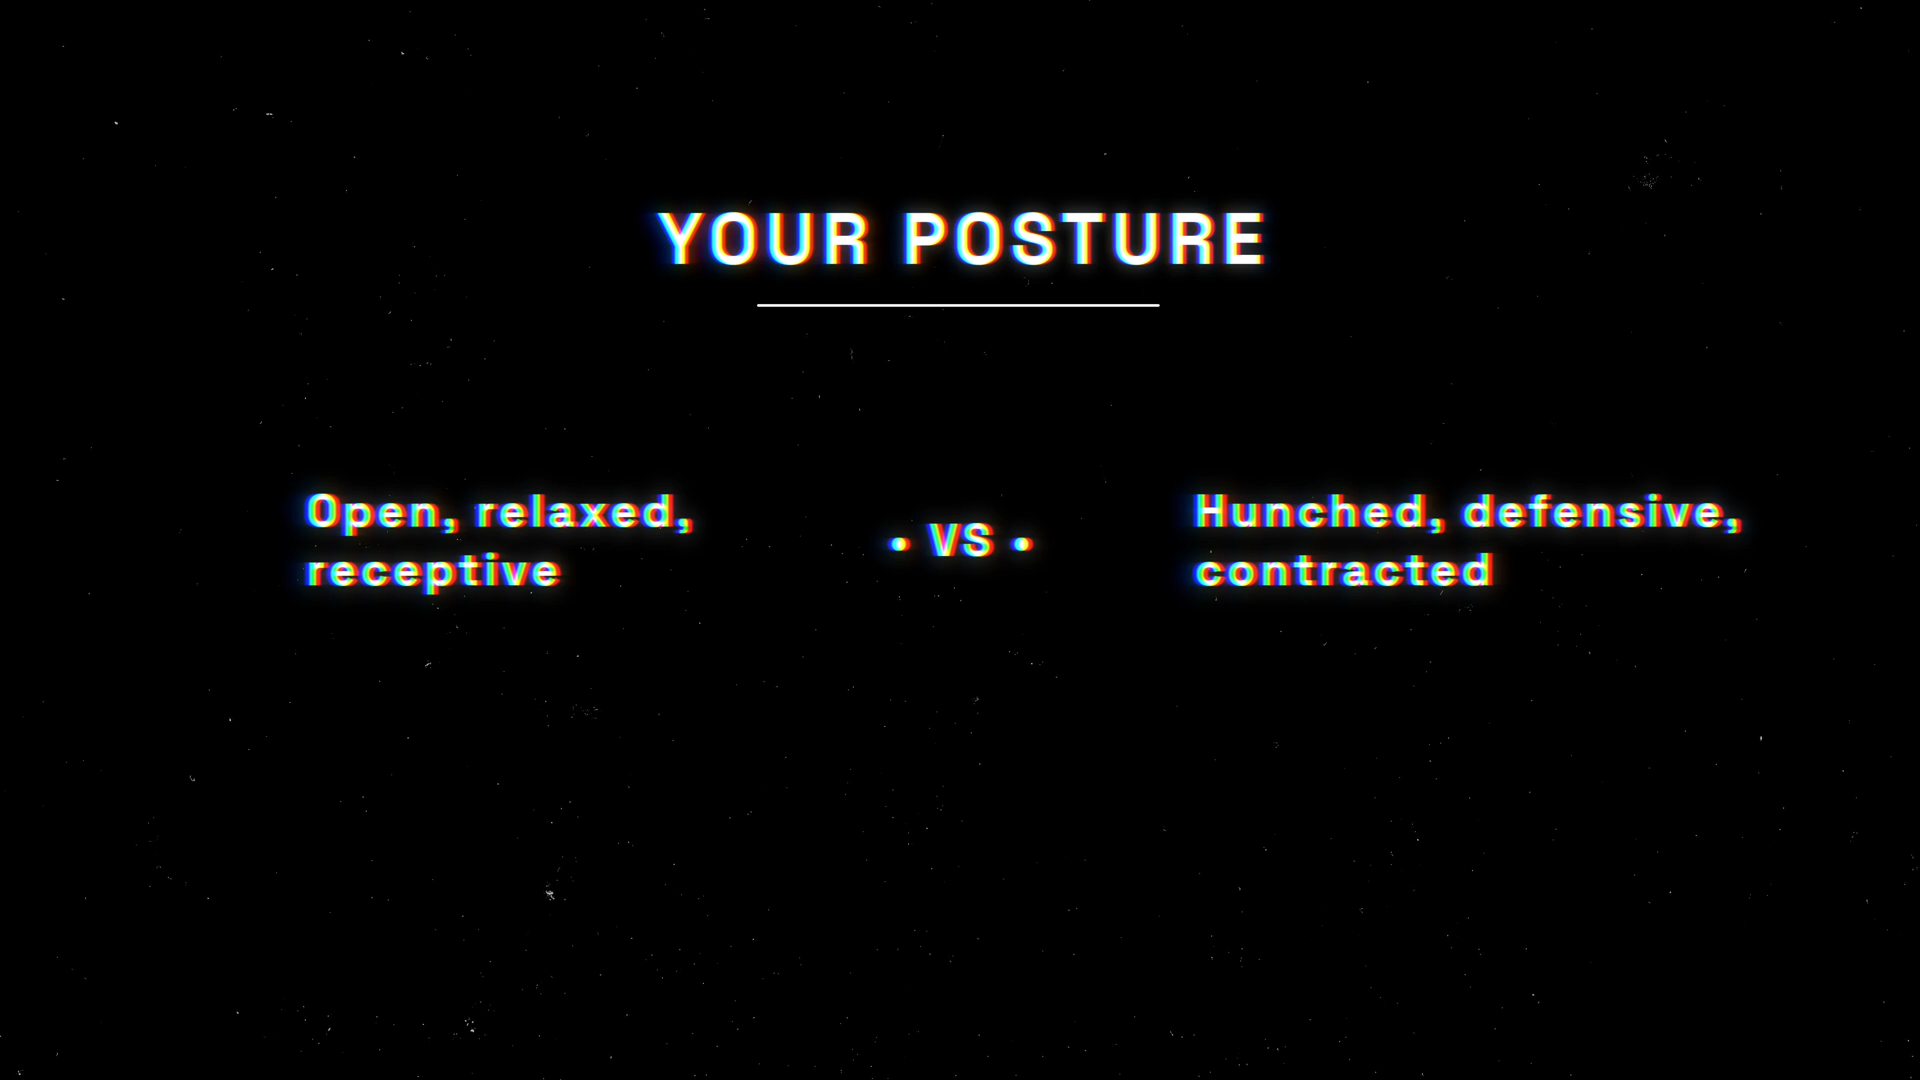 YOUR POSTURE
Open, relaxed,
receptive
• VS •
Hunched, defensive,
contracted